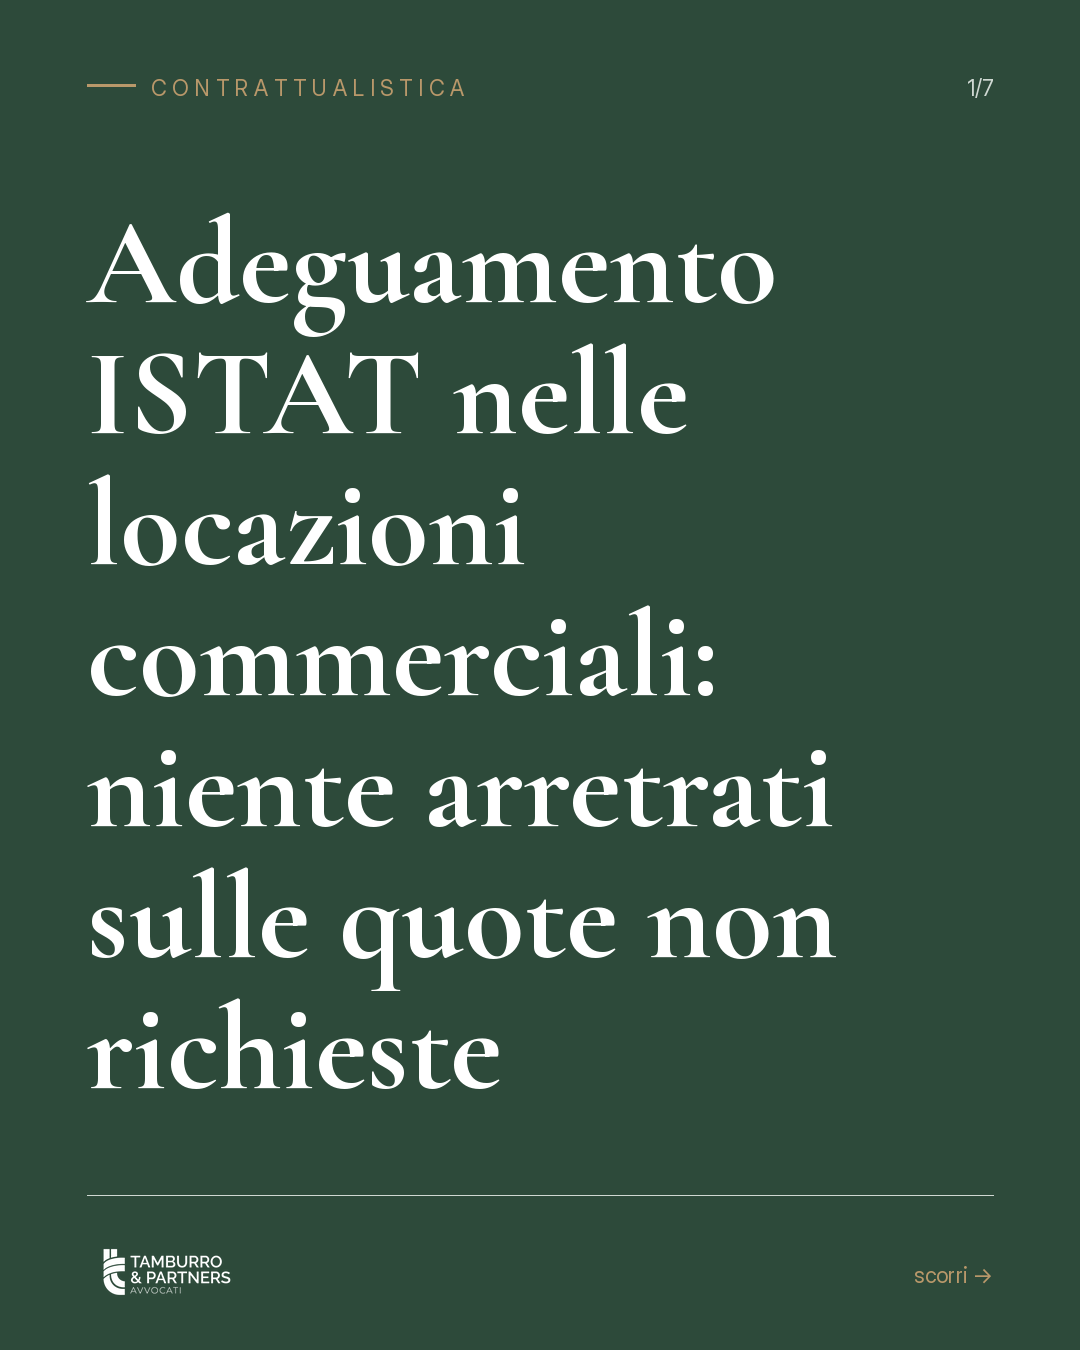 CONTRATTUALISTICA
1/7
Adeguamento
ISTAT nelle
locazioni
commerciali:
niente arretrati
sulle quote non
richieste
TAMBURRO
& PARTNERS
AVVOCATI
scorri →